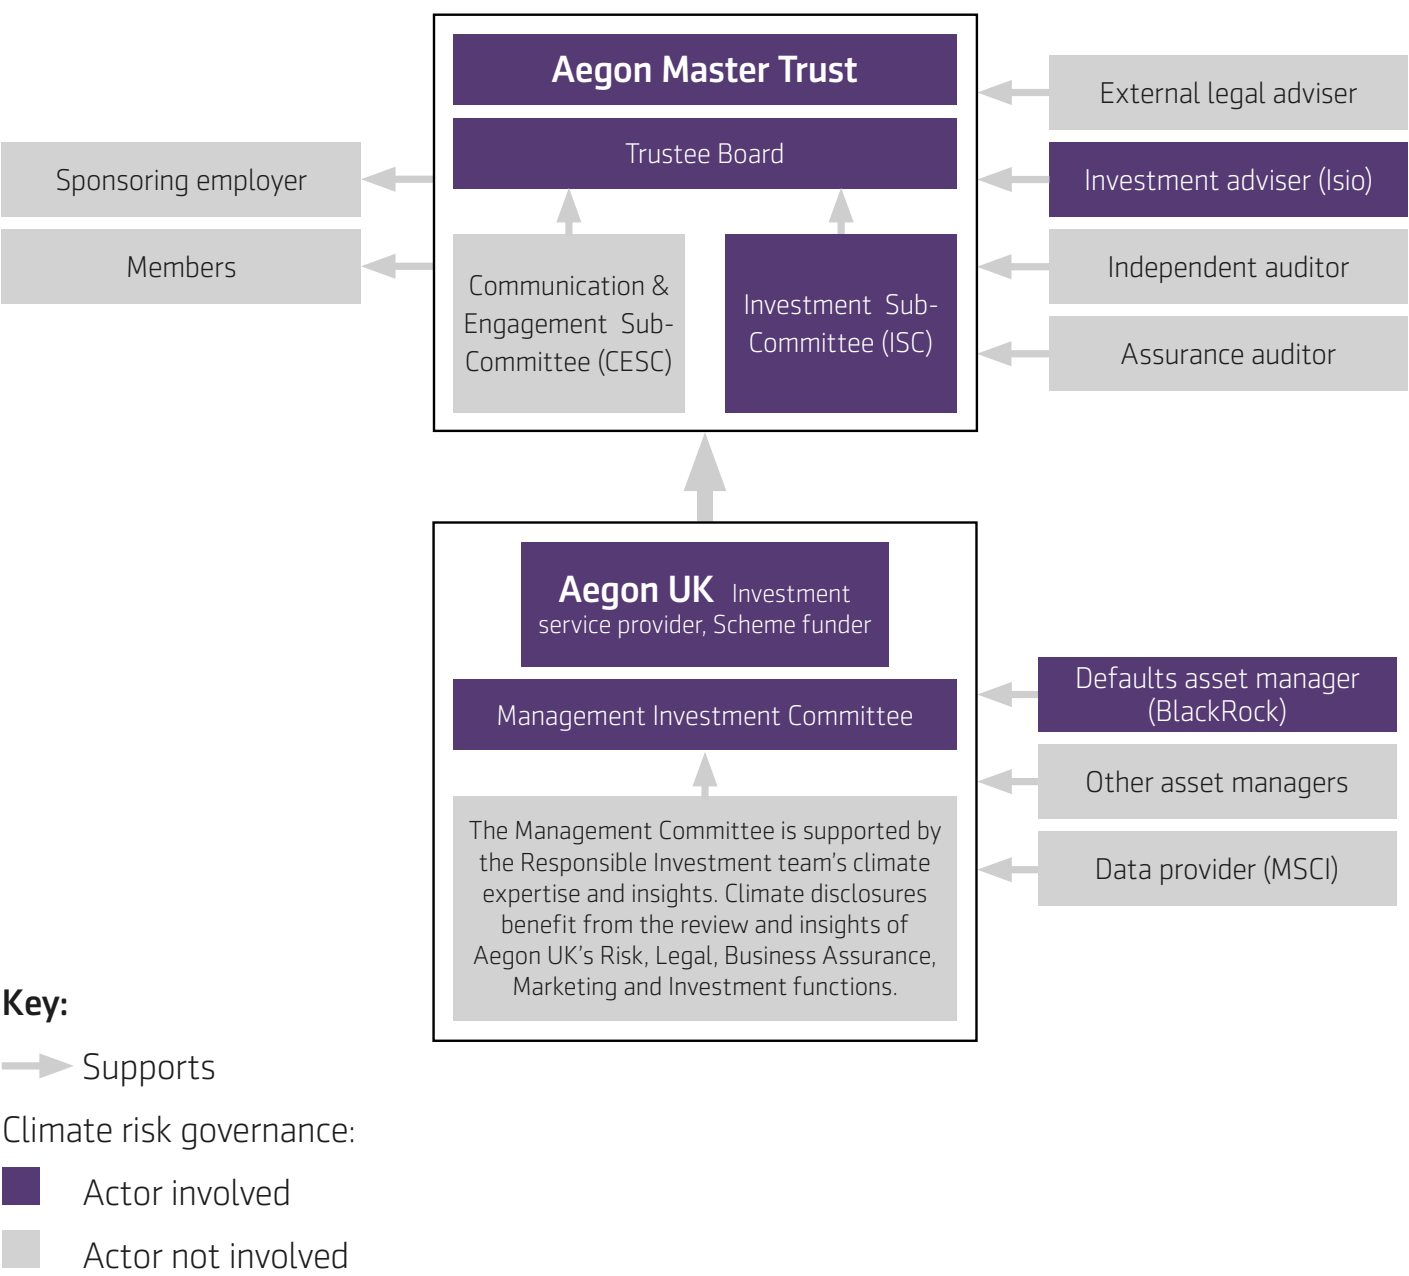 Aegon Master Trust
Trustee Board
Communication &
Engagement Sub-
Committee (CESC)
Investment Sub-
Committee (ISC)
Sponsoring employer
Members
External legal adviser
Investment adviser (Isio)
Independent auditor
Assurance auditor
Aegon UK Investment
service provider, Scheme funder
Management Investment Committee
The Management Committee is supported by
the Responsible Investment team's climate
expertise and insights. Climate disclosures
benefit from the review and insights of
Aegon UK's Risk, Legal, Business Assurance,
Marketing and Investment functions.
Defaults asset manager
(BlackRock)
Other asset managers
Data provider (MSCI)
Key:
Supports
Climate risk governance:
Actor involved
Actor not involved